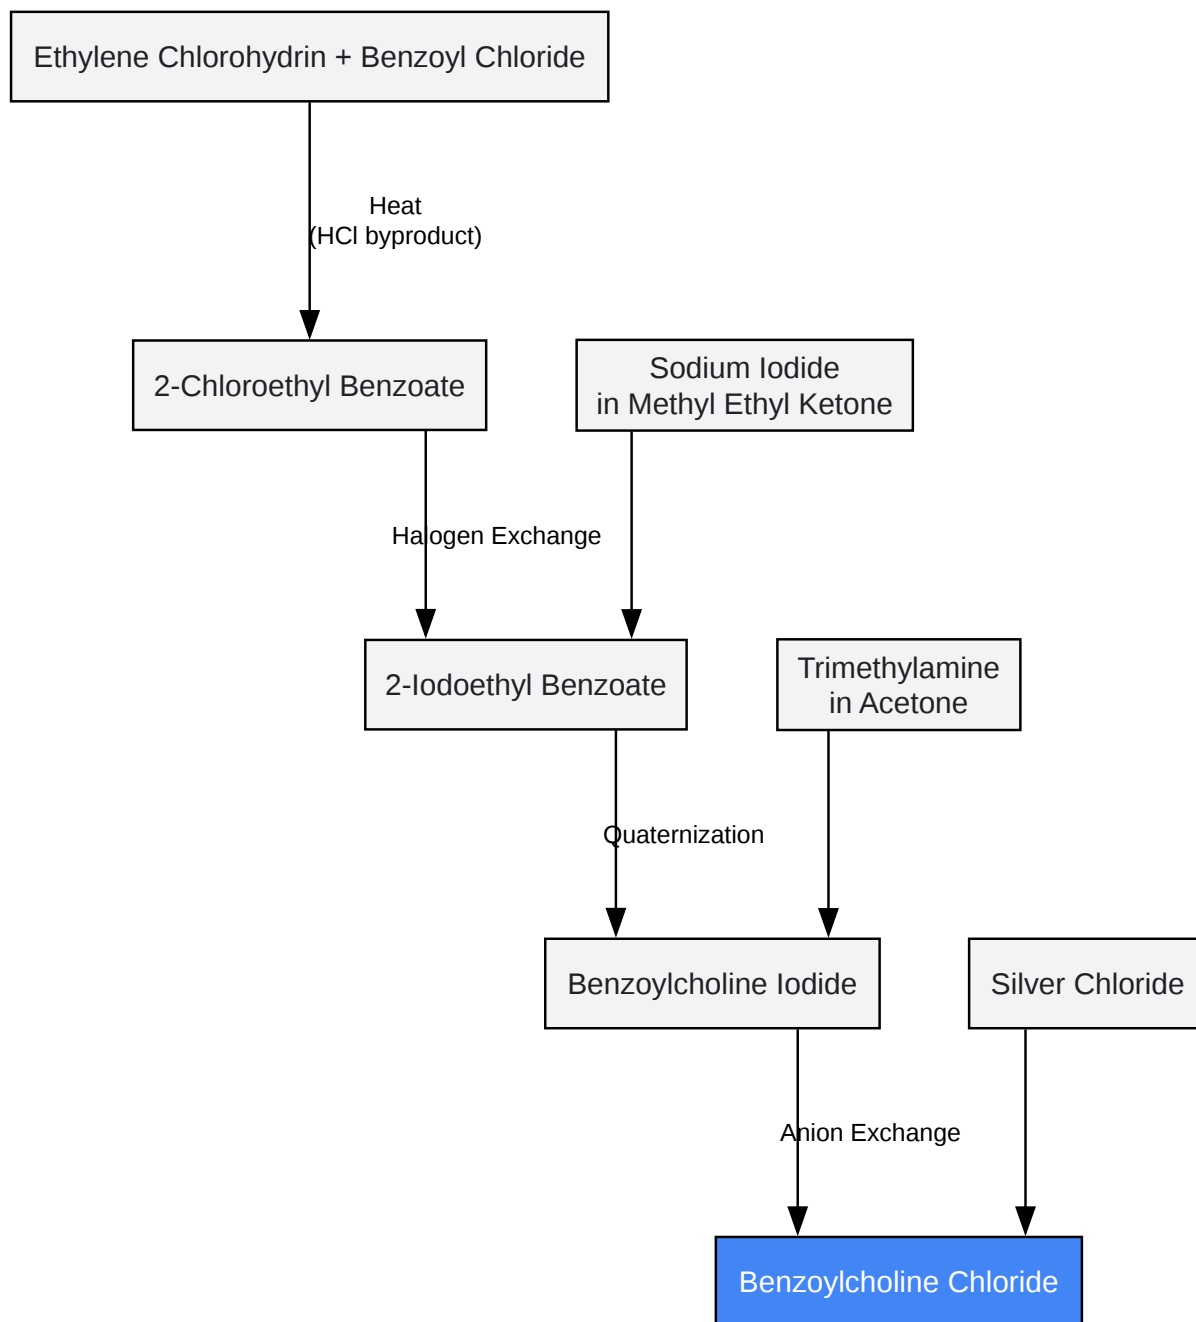 Ethylene Chlorohydrin + Benzoyl Chloride
Heat
(HCl byproduct)
2-Chloroethyl Benzoate
Sodium Iodide
in Methyl Ethyl Ketone
Halogen Exchange
2-Iodoethyl Benzoate
Trimethylamine
in Acetone
Quaternization
Benzoylcholine Iodide
Silver Chloride
Anion Exchange
Benzoylcholine Chloride